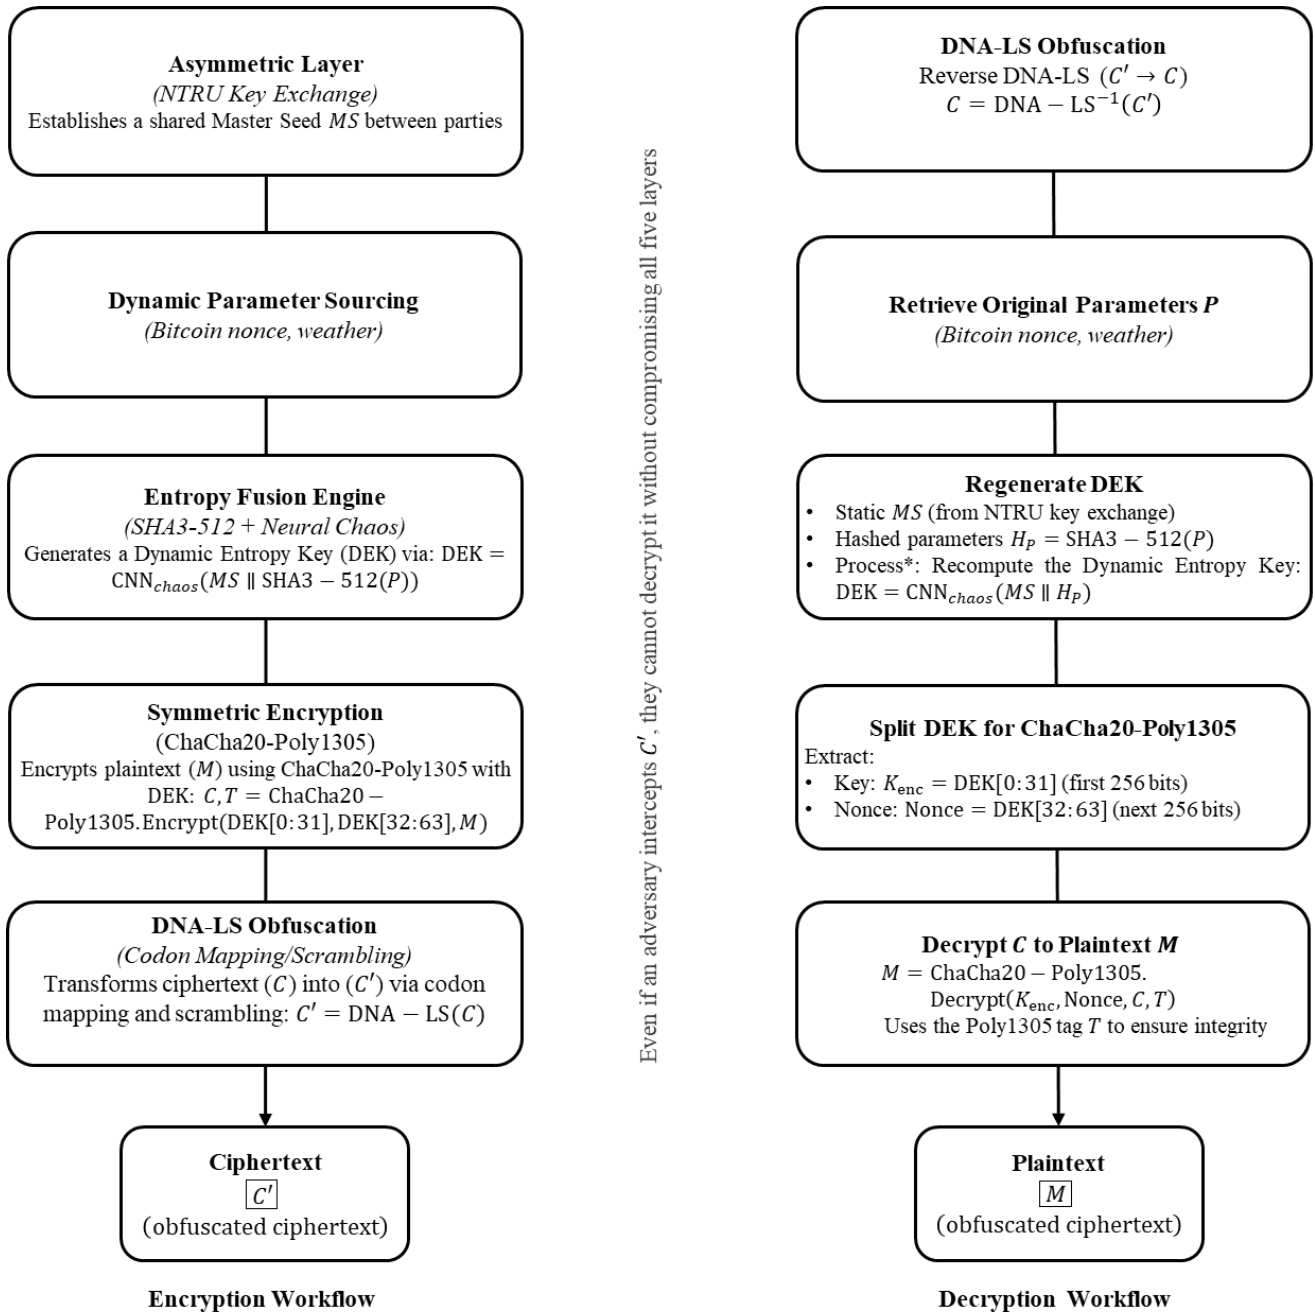 Asymmetric Layer
(NTRU Key Exchange)
Establishes a shared Master Seed MS between parties
Dynamic Parameter Sourcing
(Bitcoin nonce, weather)
Entropy Fusion Engine
(SHA3-512 + Neural Chaos)
Generates a Dynamic Entropy Key (DEK) via: DEK =
CNN_chaos(MS ∥ SHA3 − 512(P))
Symmetric Encryption
(ChaCha20-Poly1305)
Encrypts plaintext (M) using ChaCha20-Poly1305 with
DEK: C, T = ChaCha20 −
Poly1305.Encrypt(DEK[0:31], DEK[32:63], M)
DNA-LS Obfuscation
(Codon Mapping/Scrambling)
Transforms ciphertext (C) into (C′) via codon
mapping and scrambling: C′ = DNA − LS(C)
Ciphertext
C′
(obfuscated ciphertext)
Encryption Workflow
Even if an adversary intercepts C′, they cannot decrypt it without compromising all five layers
DNA-LS Obfuscation
Reverse DNA-LS (C′ → C)
C = DNA − LS⁻¹(C′)
Retrieve Original Parameters P
(Bitcoin nonce, weather)
Regenerate DEK
• Static MS (from NTRU key exchange)
• Hashed parameters H_P = SHA3 − 512(P)
• Process*: Recompute the Dynamic Entropy Key:
DEK = CNN_chaos(MS ∥ H_P)
Split DEK for ChaCha20-Poly1305
Extract:
• Key: K_enc = DEK[0:31] (first 256 bits)
• Nonce: Nonce = DEK[32:63] (next 256 bits)
Decrypt C to Plaintext M
M = ChaCha20 − Poly1305.
Decrypt(K_enc, Nonce, C, T)
Uses the Poly1305 tag T to ensure integrity
Plaintext
M
(obfuscated ciphertext)
Decryption Workflow